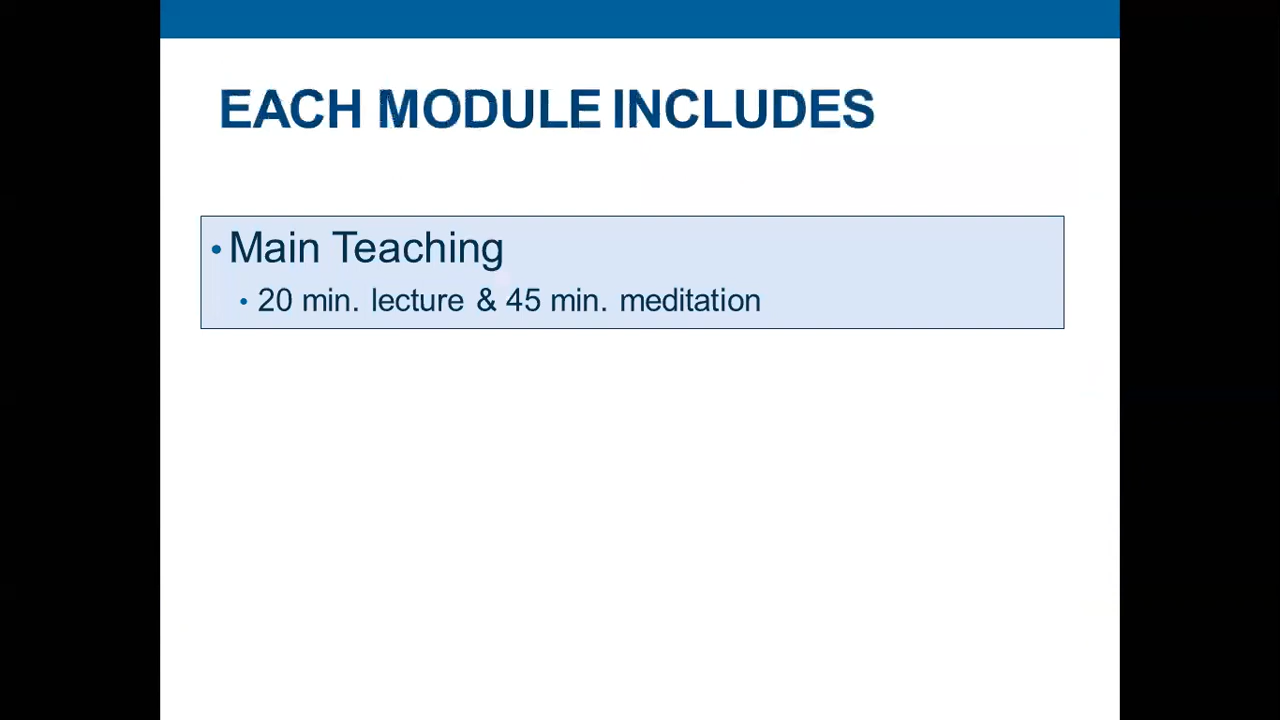 EACH MODULE INCLUDES
• Main Teaching
• 20 min. lecture & 45 min. meditation